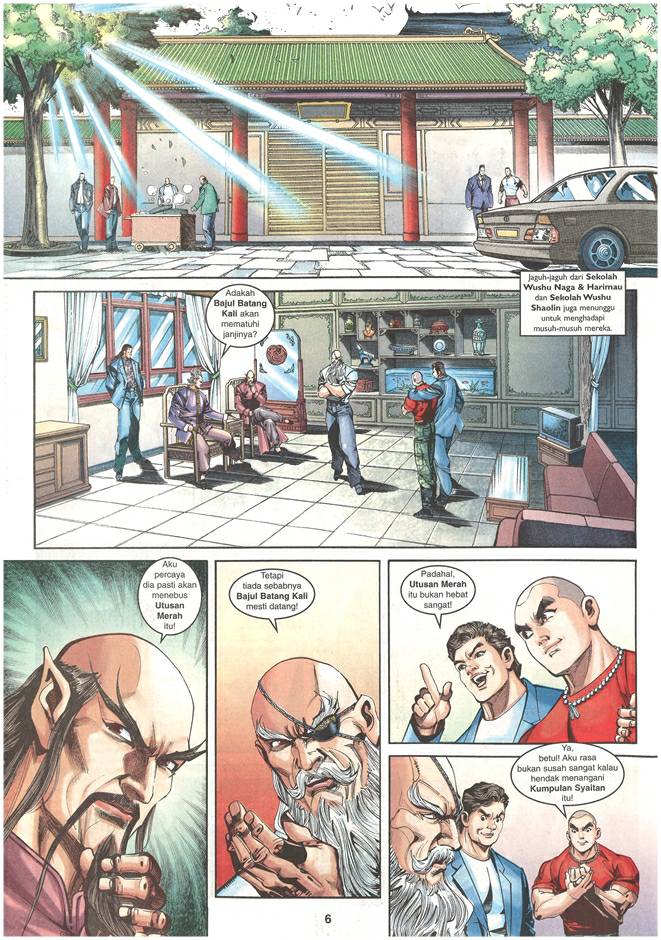 Jaguh-jaguh dari Sekolah
Wushu Naga & Harimau
dan Sekolah Wushu
Shaolin juga menunggu
untuk menghadapi
musuh-musuh mereka.
Adakah
Bajul Batang
Kali akan
mematuhi
janjinya?
Aku
percaya
dia pasti akan
menebus
Utusan
Merah
itu!
Tetapi
tiada sebabnya
Bajul Batang Kali
mesti datang!
Padahal,
Utusan Merah
itu bukan hebat
sangat!
Ya,
betul! Aku rasa
bukan susah sangat kalau
hendak menangani
Kumpulan Syaitan
itu!
6